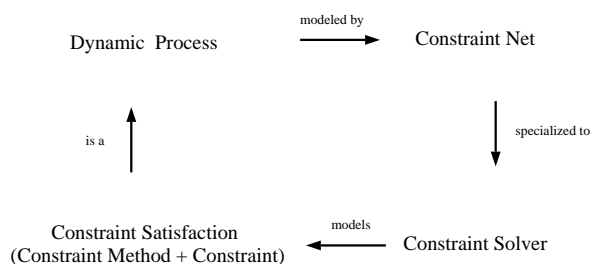 modeled by
Dynamic Process
Constraint Net
is a
specialized to
Constraint Satisfaction
(Constraint Method + Constraint)
models
Constraint Solver